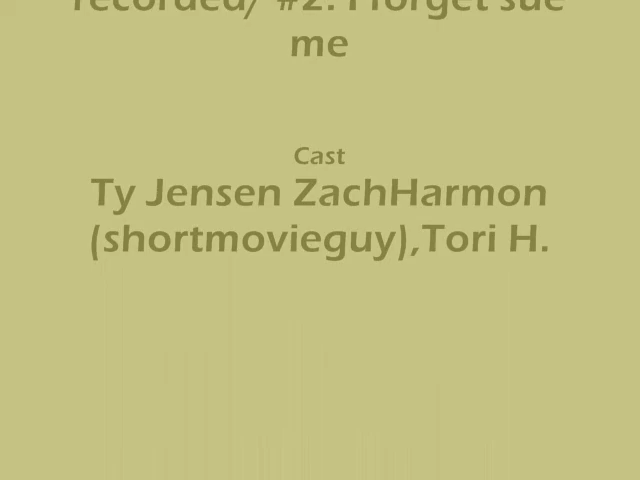 recorded/ #2. I forget sue
me
Cast
Ty Jensen ZachHarmon
(shortmovieguy),Tori H.